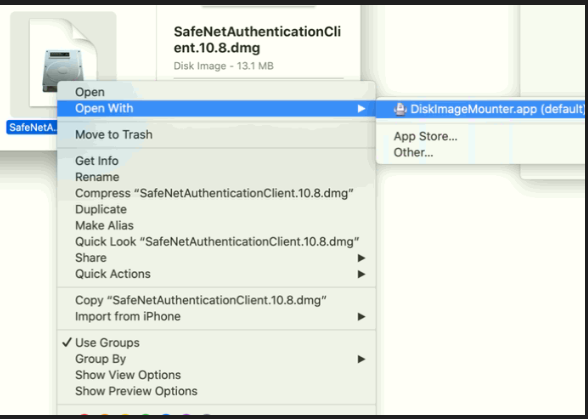 SafeNetAuthenticationCli
ent.10.8.dmg
Disk Image - 13.1 MB
SafeNetA...
Open
Open With
DiskImageMounter.app (default)
App Store...
Other...
Move to Trash
Get Info
Rename
Compress “SafeNetAuthenticationClient.10.8.dmg”
Duplicate
Make Alias
Quick Look “SafeNetAuthenticationClient.10.8.dmg”
Share
Quick Actions
Copy “SafeNetAuthenticationClient.10.8.dmg”
Import from iPhone
✓ Use Groups
Group By
Show View Options
Show Preview Options